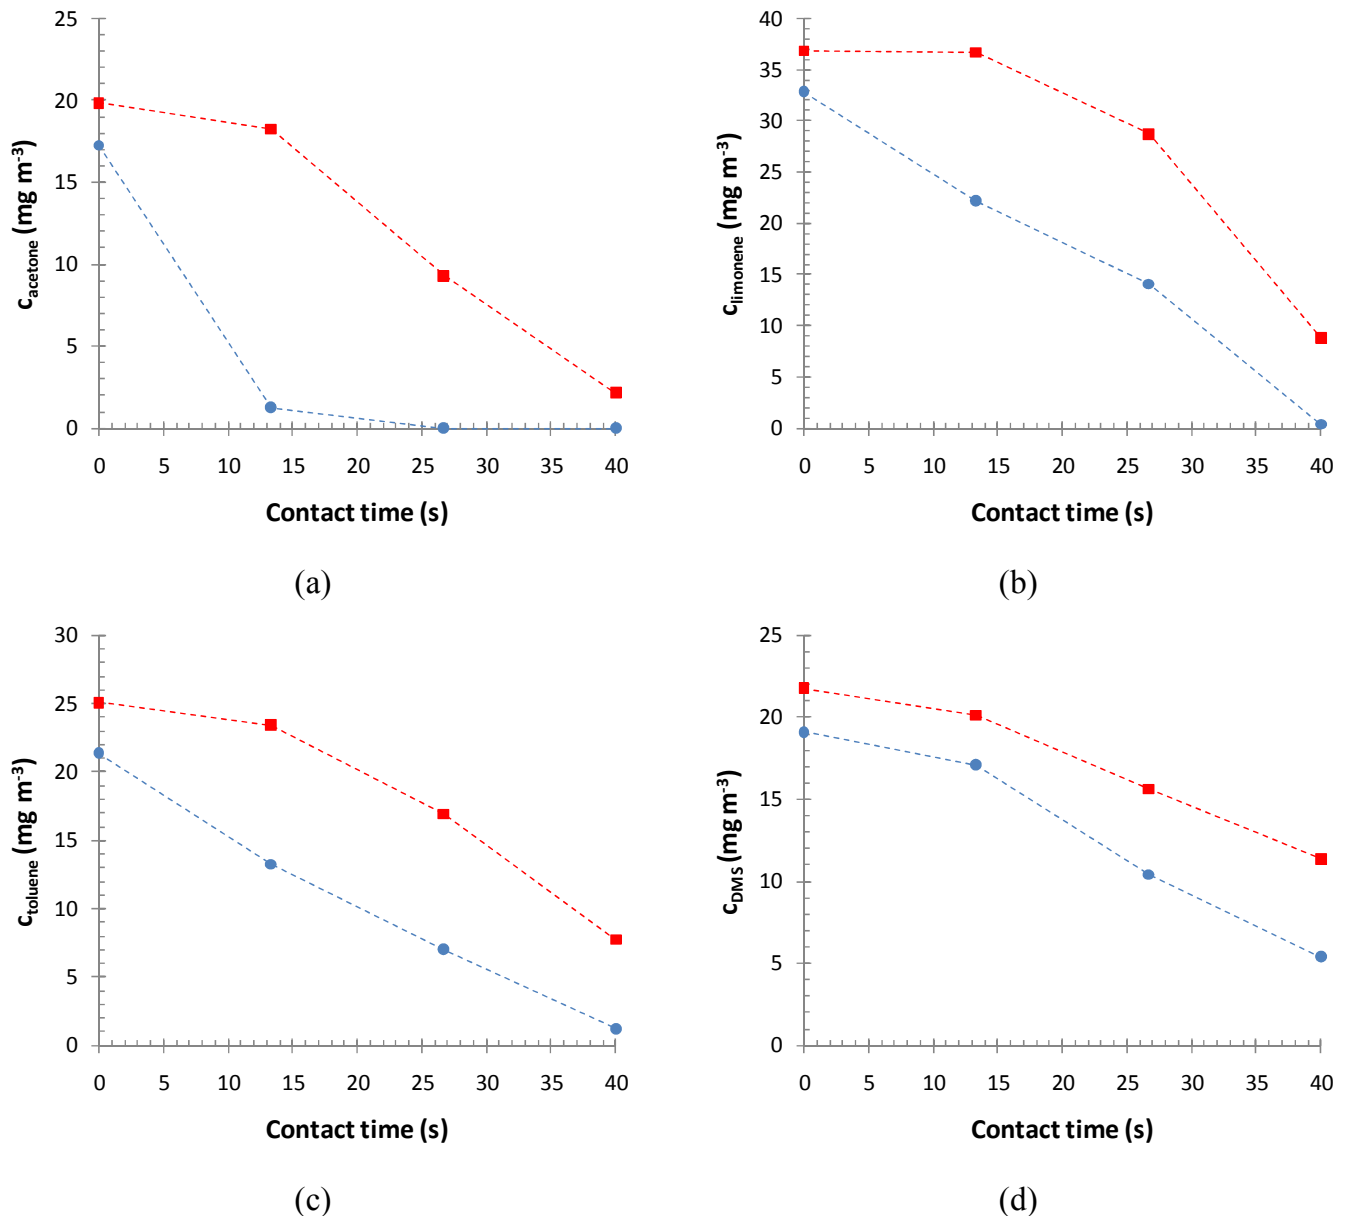 25
20
15
10
5
0
c_acetone (mg m⁻³)
0 5 10 15 20 25 30 35 40
Contact time (s)
(a)
40
35
30
25
20
15
10
5
0
c_limonene (mg m⁻³)
0 5 10 15 20 25 30 35 40
Contact time (s)
(b)
30
25
20
15
10
5
0
c_toluene (mg m⁻³)
0 5 10 15 20 25 30 35 40
Contact time (s)
(c)
25
20
15
10
5
0
c_DMS (mg m⁻³)
0 5 10 15 20 25 30 35 40
Contact time (s)
(d)